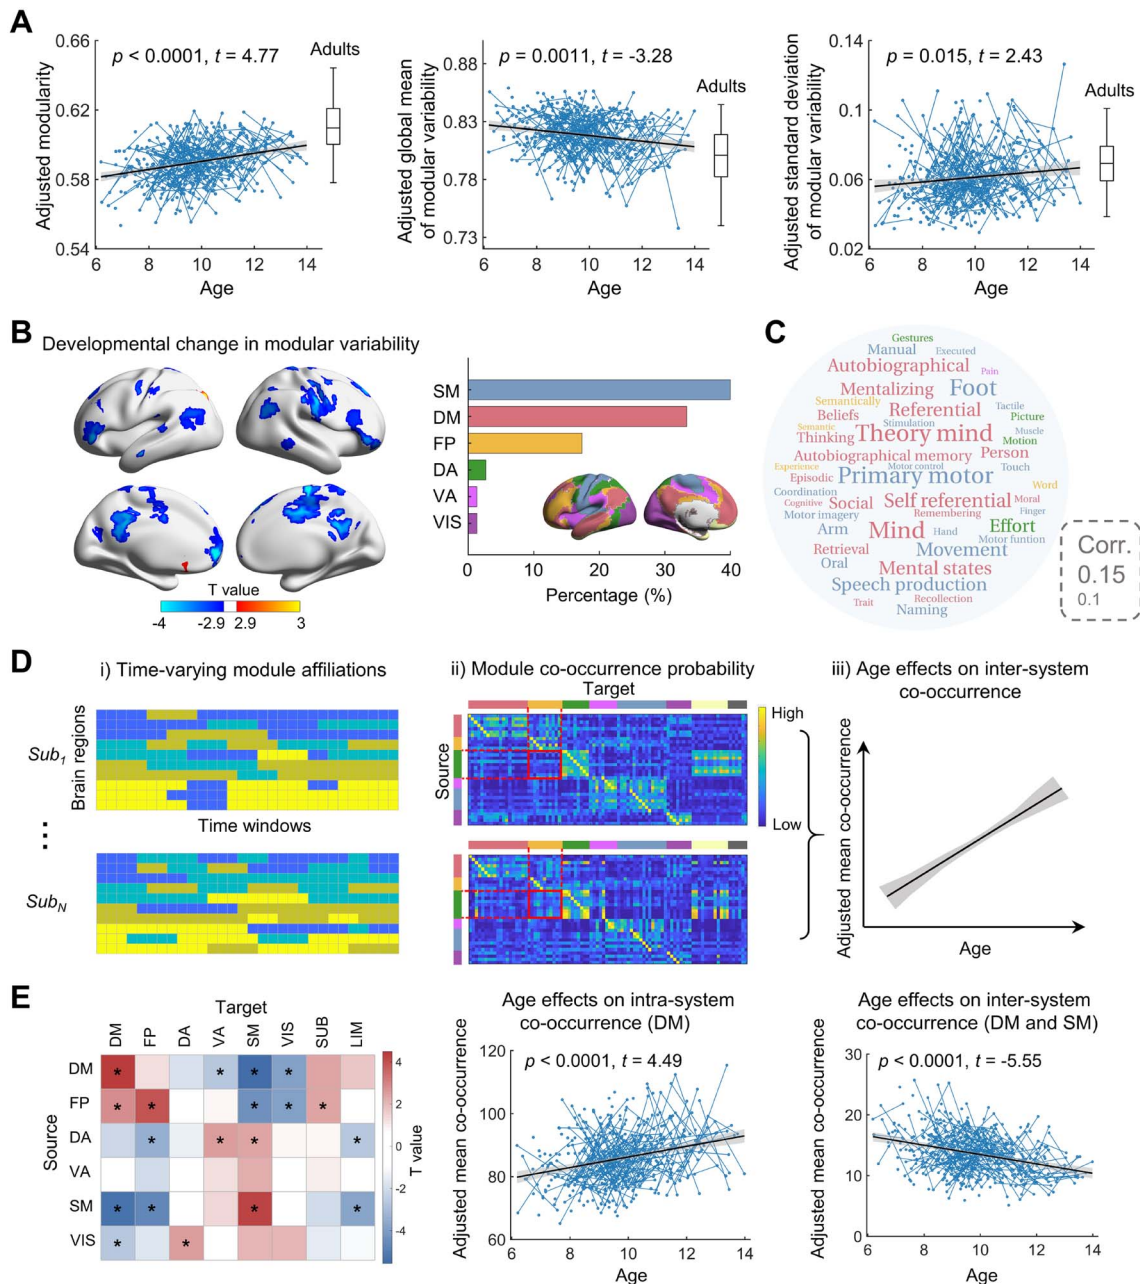 A
p < 0.0001, t = 4.77
Adults
Adjusted modularity
0.66
0.62
0.58
0.54
6
8
10
12
14
Age
p = 0.0011, t = -3.28
Adults
Adjusted global mean
of modular variability
0.88
0.83
0.78
0.73
6
8
10
12
14
Age
p = 0.015, t = 2.43
Adults
Adjusted standard deviation
of modular variability
0.14
0.1
0.06
0.02
6
8
10
12
14
Age
B
Developmental change in modular variability
T value
-4
-2.9
2.9
3
SM
DM
FP
DA
VA
VIS
0
10
20
30
40
Percentage (%)
C
Gestures
Manual
Executed
Autobiographical
Pain
Mentalizing
Foot
Semantically
Tactile
Beliefs
Referential
Picture
Semantic
Stimulation
Muscle
Thinking
Theory mind
Motion
Autobiographical memory
Person
Experience
Motor control
Touch
Episodic
Primary motor
Word
Coordination
Cognitive
Social
Self referential
Moral
Motor imagery
Remembering
Finger
Arm
Mind
Hand
Effort
Motor funtion
Retrieval
Movement
Oral
Mental states
Speech production
Trait
Recollection
Naming
Corr.
0.15
0.1
D
i) Time-varying module affiliations
Brain regions
Sub1
Time windows
SubN
ii) Module co-occurrence probability
Target
Source
High
Low
iii) Age effects on inter-system
co-occurrence
Adjusted mean co-occurrence
Age
E
Target
DM
FP
DA
VA
SM
VIS
SUB
LIM
Source
DM
* * * *
FP
* * * * *
DA
* * * *
VA
SM
* * * *
VIS
* *
4
2
0
-2
-4
T value
Age effects on intra-system
co-occurrence (DM)
p < 0.0001, t = 4.49
Adjusted mean co-occurrence
120
100
80
60
6
8
10
12
14
Age
Age effects on inter-system
co-occurrence (DM and SM)
p < 0.0001, t = -5.55
Adjusted mean co-occurrence
30
20
10
0
6
8
10
12
14
Age